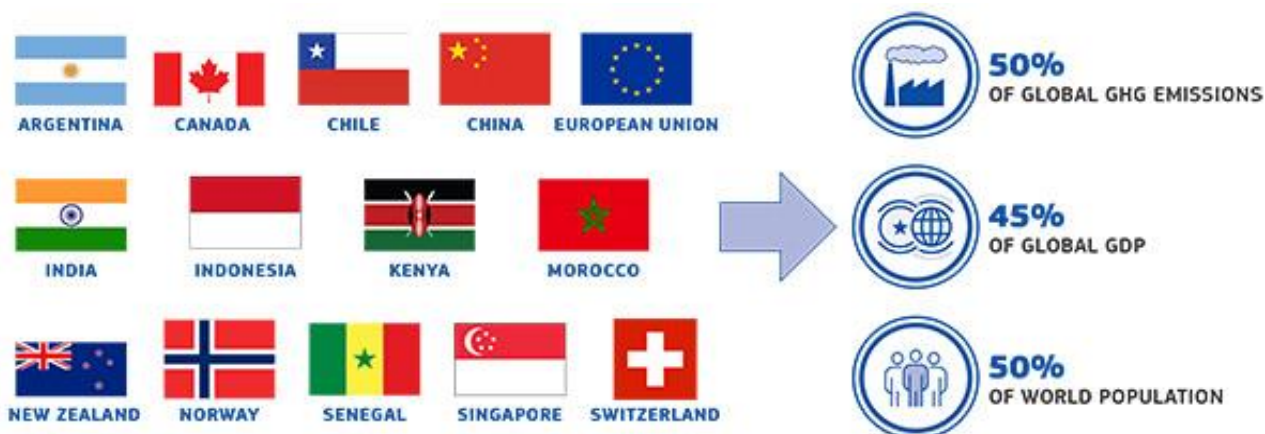 ARGENTINA CANADA CHILE CHINA EUROPEAN UNION
INDIA INDONESIA KENYA MOROCCO
NEW ZEALAND NORWAY SENEGAL SINGAPORE SWITZERLAND
50%
OF GLOBAL GHG EMISSIONS
45%
OF GLOBAL GDP
50%
OF WORLD POPULATION